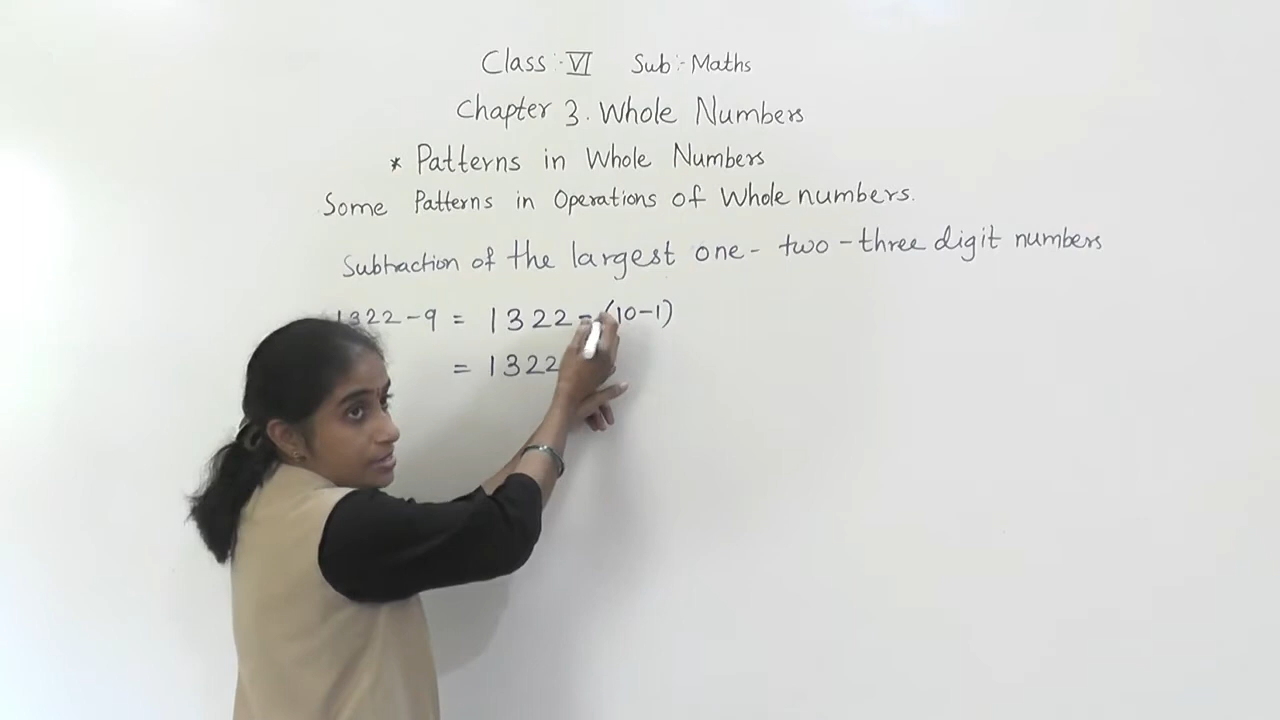 Class :- VI Sub :- Maths
Chapter 3. Whole Numbers
* Patterns in Whole Numbers
Some Patterns in Operations of Whole numbers.
Subtraction of the largest one - two - three digit numbers
1322 - 9 = 1322 - (10 - 1)
= 1322